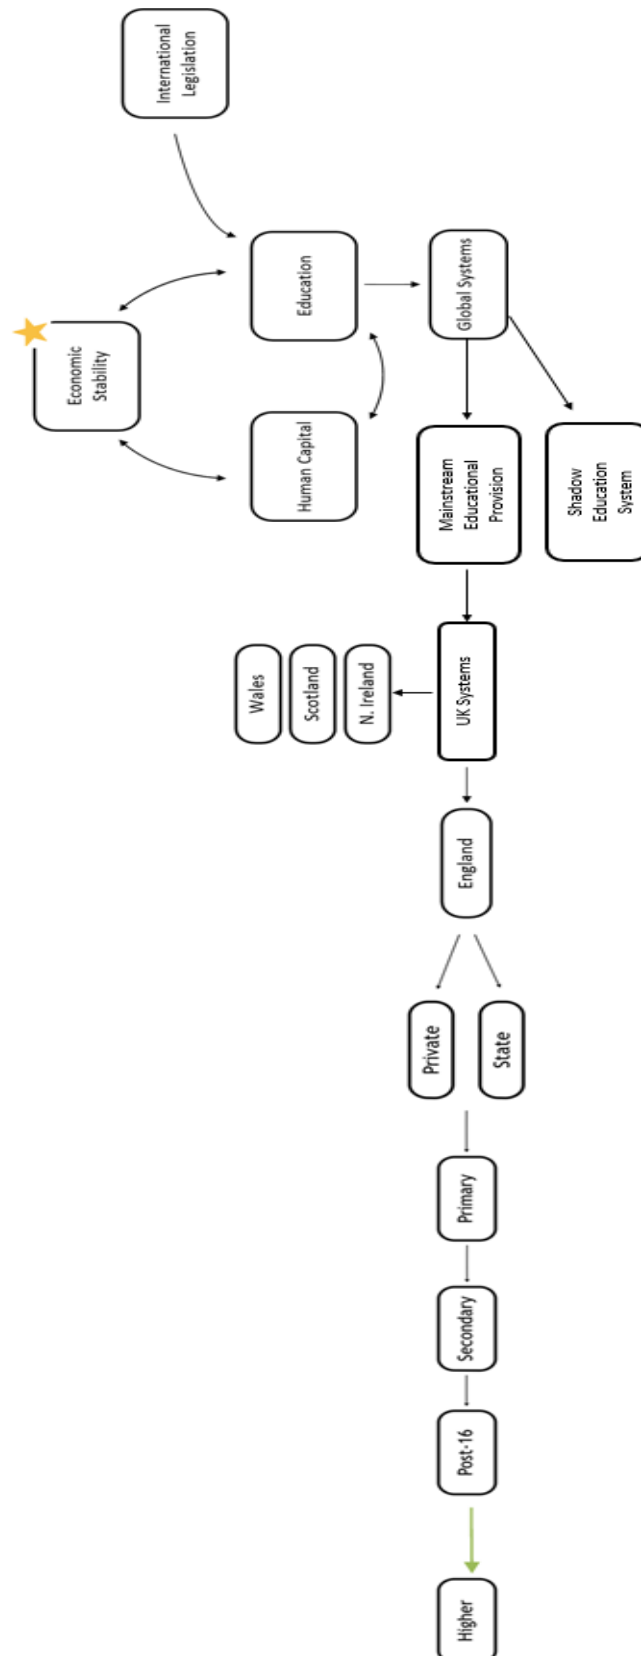 International
Legislation
Economic
Stability
Education
Human Capital
Global Systems
Mainstream
Educational
Provision
Shadow
Education
System
UK Systems
Wales
Scotland
N. Ireland
England
Private
State
Primary
Secondary
Post-16
Higher